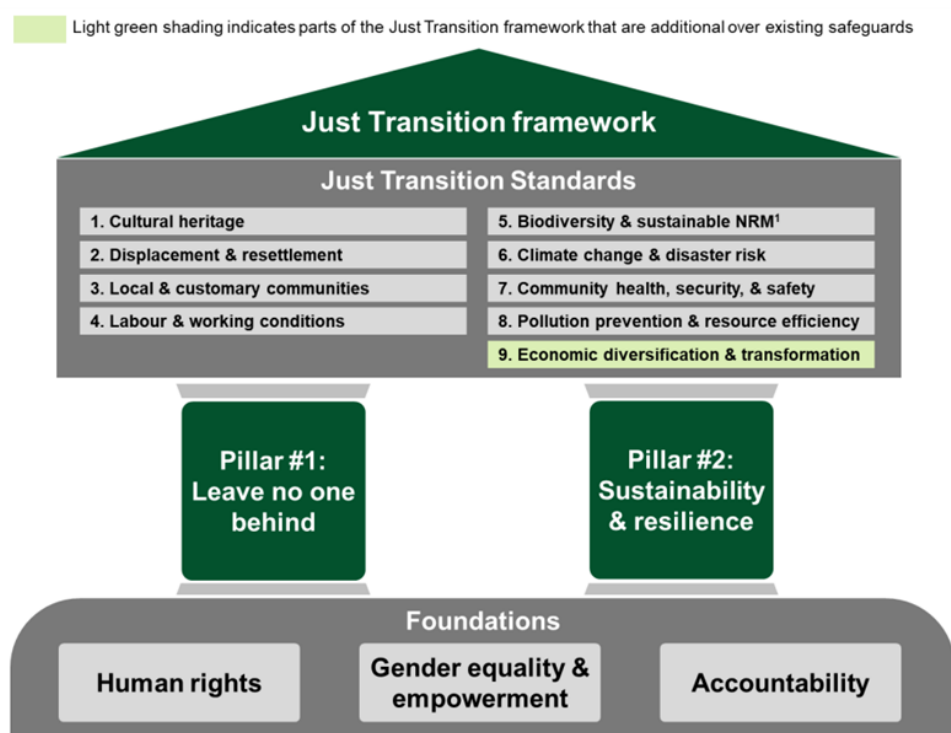 Light green shading indicates parts of the Just Transition framework that are additional over existing safeguards
Just Transition framework
Just Transition Standards
1. Cultural heritage
2. Displacement & resettlement
3. Local & customary communities
4. Labour & working conditions
5. Biodiversity & sustainable NRM¹
6. Climate change & disaster risk
7. Community health, security, & safety
8. Pollution prevention & resource efficiency
9. Economic diversification & transformation
Pillar #1:
Leave no one
behind
Pillar #2:
Sustainability
& resilience
Foundations
Human rights
Gender equality &
empowerment
Accountability